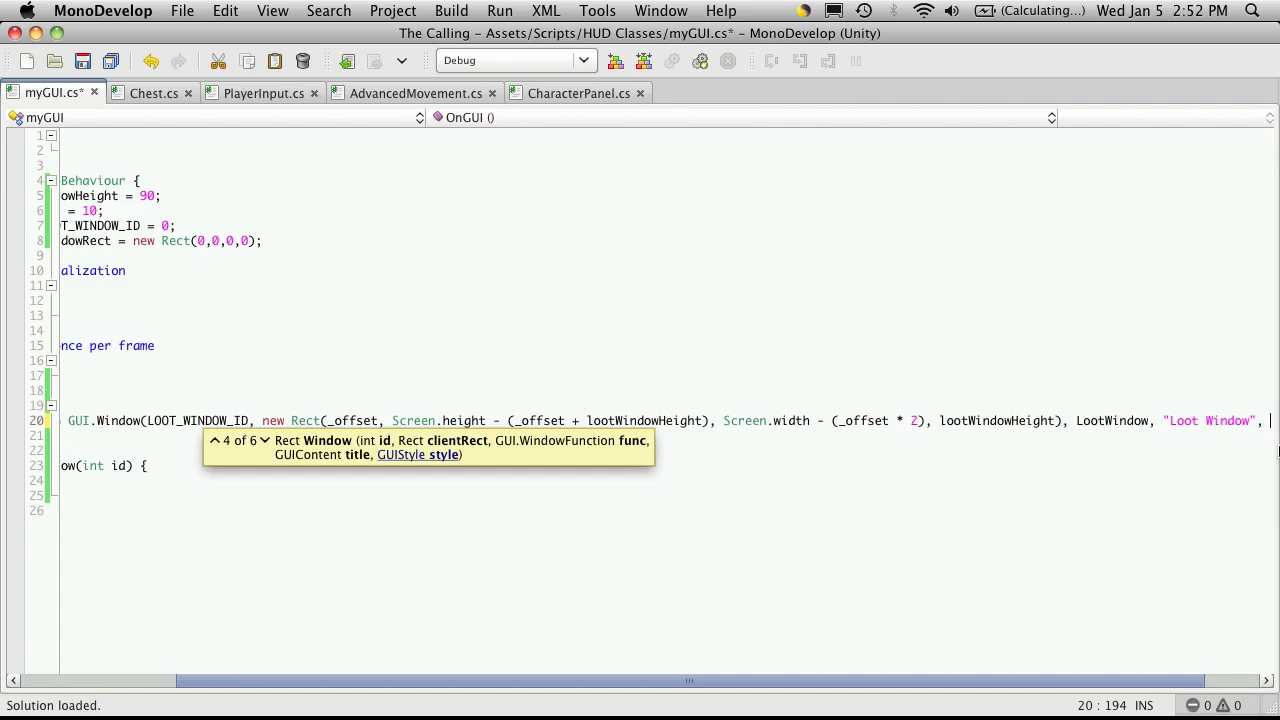 MonoDevelop File Edit View Search Project Build Run XML Tools Window Help (Calculating...) Wed Jan 5 2:52 PM
The Calling - Assets/Scripts/HUD Classes/myGUI.cs* – MonoDevelop (Unity)
Debug
myGUI.cs* Chest.cs PlayerInput.cs AdvancedMovement.cs CharacterPanel.cs
myGUI OnGUI ()
1
2
3
4 Behaviour {
5 owHeight = 90;
6 = 10;
7 T_WINDOW_ID = 0;
8 dowRect = new Rect(0,0,0,0);
9
10 alization
11
12
13
14
15 nce per frame
16
17
18
19
20 GUI.Window(LOOT_WINDOW_ID, new Rect(_offset, Screen.height - (_offset + lootWindowHeight), Screen.width - (_offset * 2), lootWindowHeight), LootWindow, "Loot Window",
21
4 of 6 Rect Window (int id, Rect clientRect, GUI.WindowFunction func,
GUIContent title, GUIStyle style)
22
23 ow(int id) {
24
25
26
Solution loaded. 20 : 194 INS 0 0